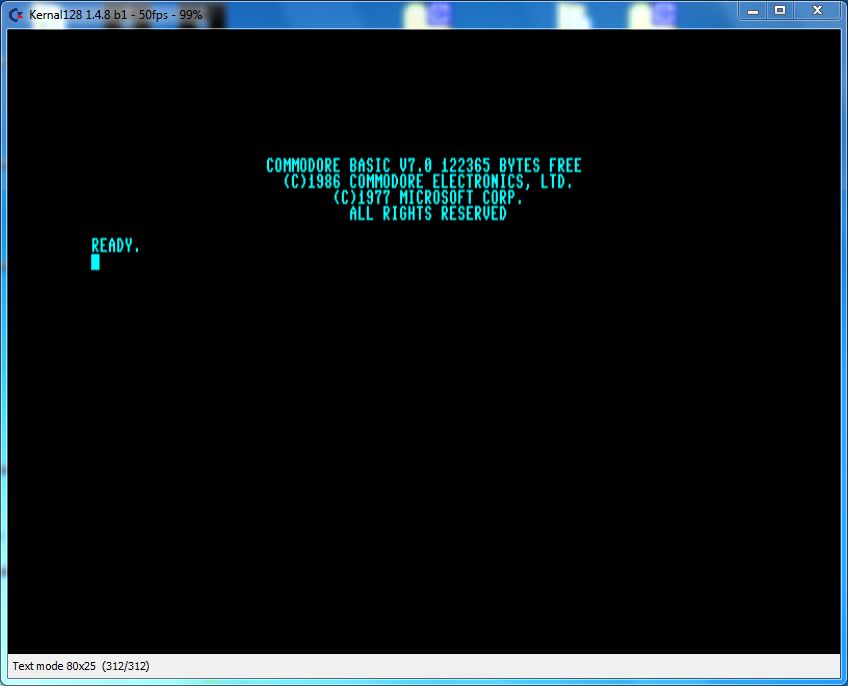 Kernal128 1.4.8 b1 - 50fps - 99%
COMMODORE BASIC V7.0 122365 BYTES FREE
(C)1986 COMMODORE ELECTRONICS, LTD.
(C)1977 MICROSOFT CORP.
ALL RIGHTS RESERVED
READY.
Text mode 80x25 (312/312)